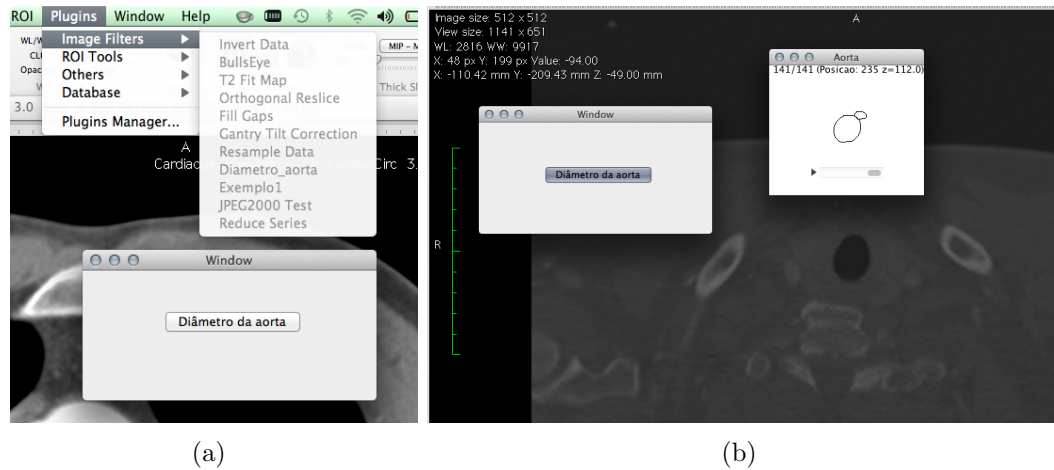 ROI Plugins Window Help
WL/W
CLU
Opac
MIP - M
Thick Sl
3.0
Image Filters
ROI Tools
Others
Database
Plugins Manager...
Invert Data
BullsEye
T2 Fit Map
Orthogonal Reslice
Fill Gaps
Gantry Tilt Correction
Resample Data
Diametro_aorta
Exemplo1
JPEG2000 Test
Reduce Series
A
Cardiac
Circ 3.
Window
Diâmetro da aorta
(a)
Image size: 512 x 512
View size: 1141 x 651
WL: 2816 WW: 9917
X: 48 px Y: 199 px Value: -94.00
X: -110.42 mm Y: -209.43 mm Z: -49.00 mm
A
R
Window
Diâmetro da aorta
Aorta
141/141 (Posicao: 235 z=112.0)
(b)